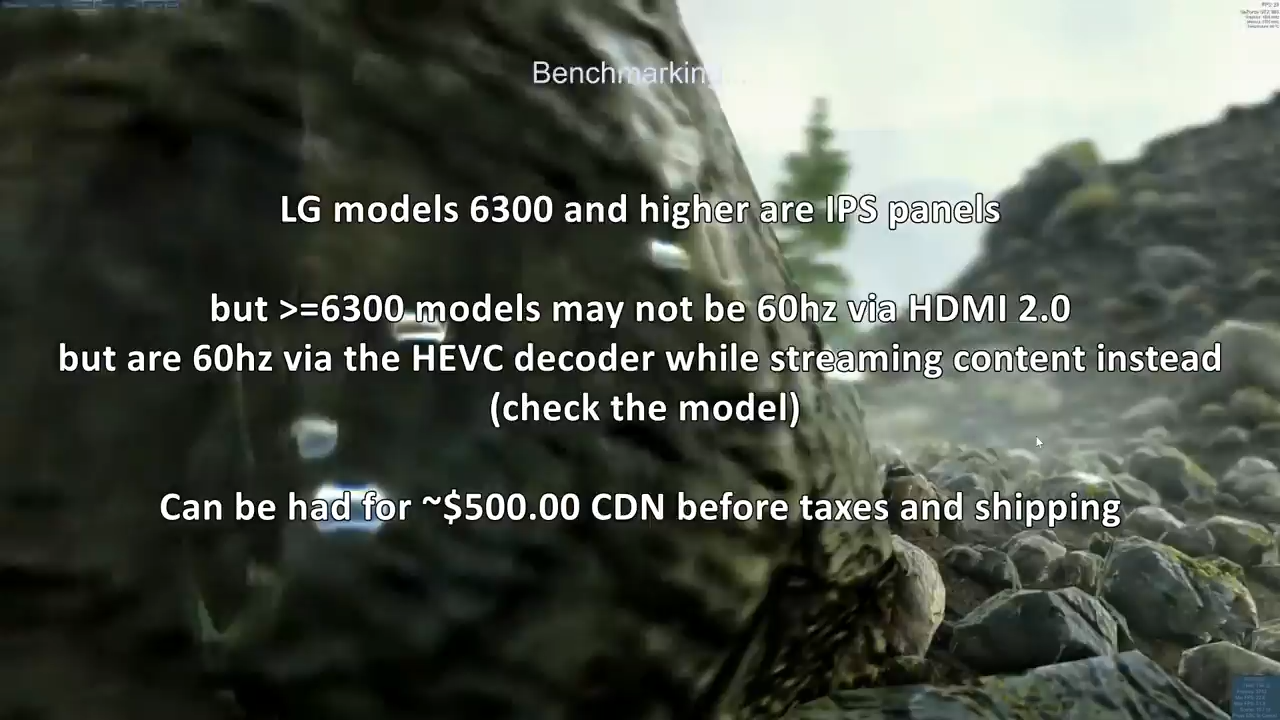 Benchmarking...
LG models 6300 and higher are IPS panels
but >=6300 models may not be 60hz via HDMI 2.0
but are 60hz via the HEVC decoder while streaming content instead
(check the model)
Can be had for ~$500.00 CDN before taxes and shipping